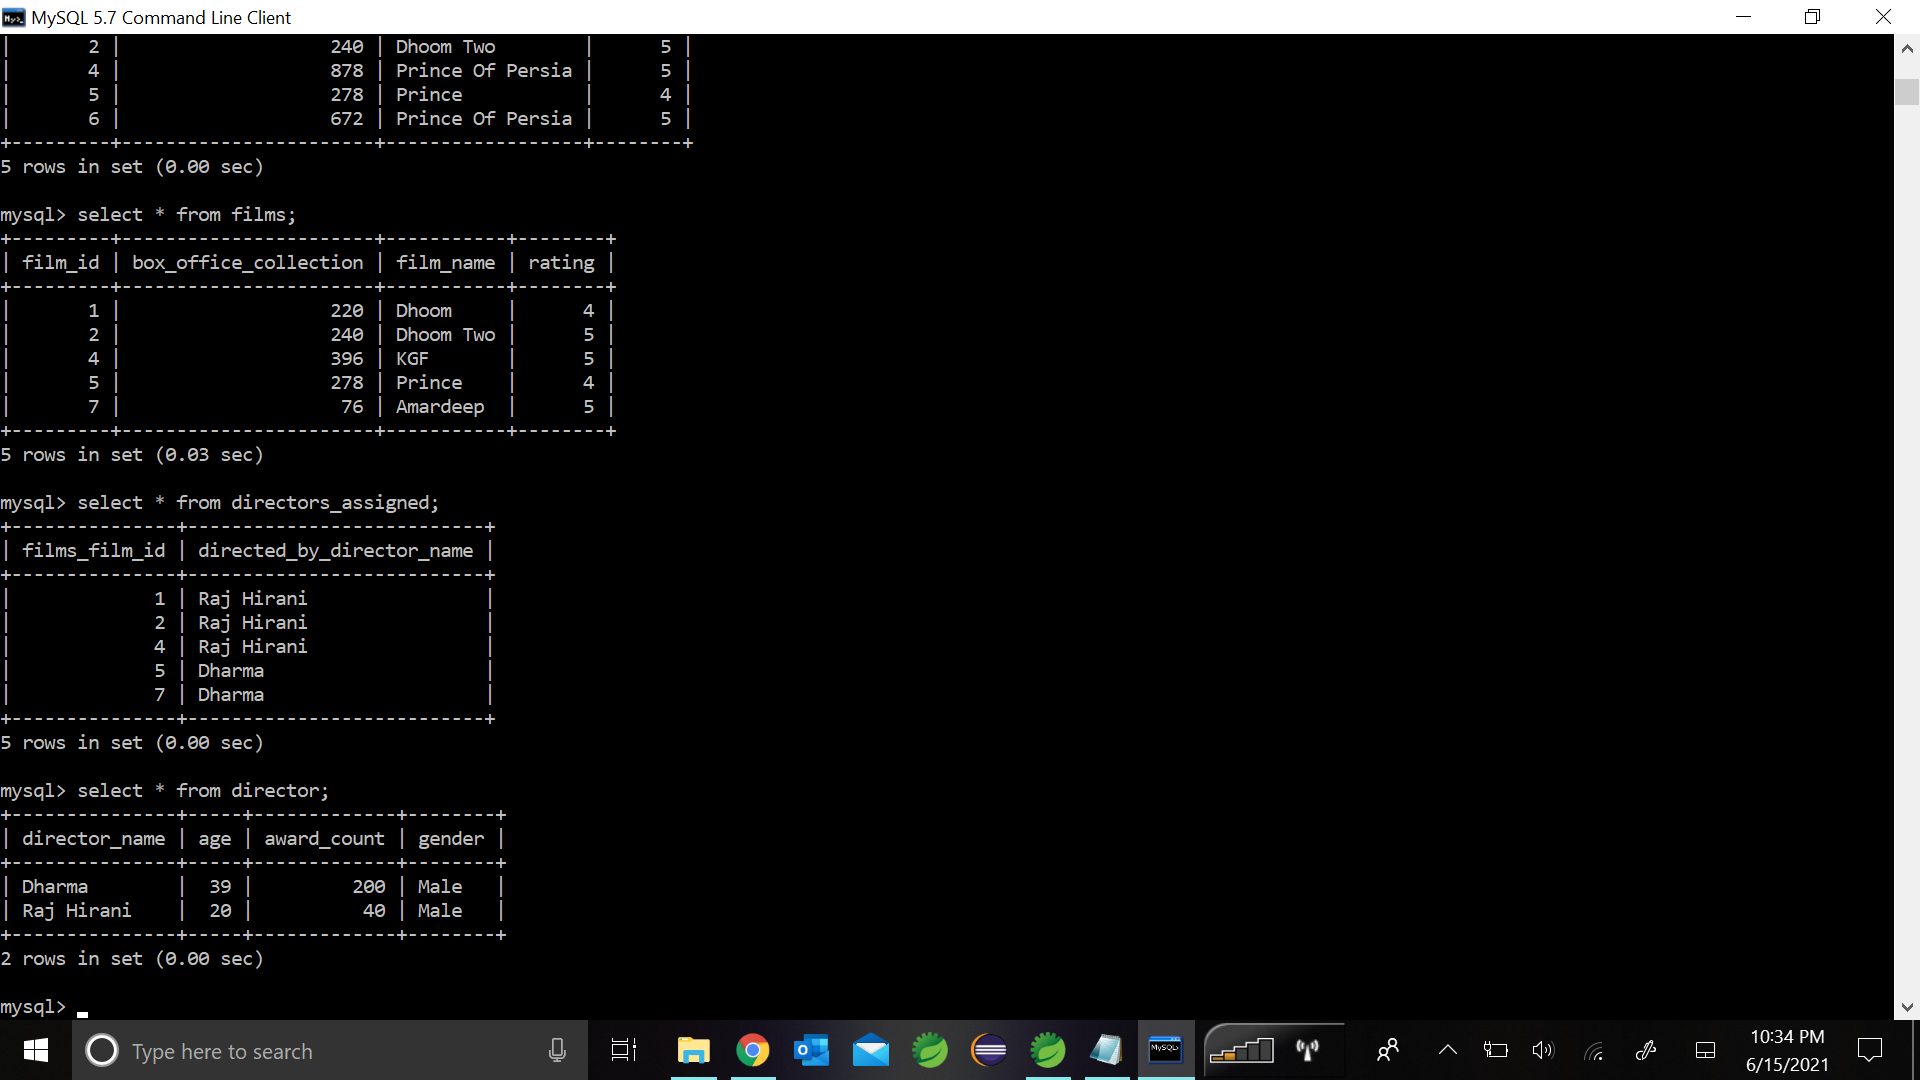 MySQL 5.7 Command Line Client
| 2 | 240 | Dhoom Two | 5 |
| 4 | 878 | Prince Of Persia | 5 |
| 5 | 278 | Prince | 4 |
| 6 | 672 | Prince Of Persia | 5 |
+---------+-----------------------+------------------+--------+
5 rows in set (0.00 sec)
mysql> select * from films;
+---------+-----------------------+-----------+--------+
| film_id | box_office_collection | film_name | rating |
+---------+-----------------------+-----------+--------+
| 1 | 220 | Dhoom | 4 |
| 2 | 240 | Dhoom Two | 5 |
| 4 | 396 | KGF | 5 |
| 5 | 278 | Prince | 4 |
| 7 | 76 | Amardeep | 5 |
+---------+-----------------------+-----------+--------+
5 rows in set (0.03 sec)
mysql> select * from directors_assigned;
+---------------+---------------------------+
| films_film_id | directed_by_director_name |
+---------------+---------------------------+
| 1 | Raj Hirani |
| 2 | Raj Hirani |
| 4 | Raj Hirani |
| 5 | Dharma |
| 7 | Dharma |
+---------------+---------------------------+
5 rows in set (0.00 sec)
mysql> select * from director;
+---------------+-----+-------------+--------+
| director_name | age | award_count | gender |
+---------------+-----+-------------+--------+
| Dharma | 39 | 200 | Male |
| Raj Hirani | 20 | 40 | Male |
+---------------+-----+-------------+--------+
2 rows in set (0.00 sec)
mysql>
Type here to search
MySQL>
10:34 PM
6/15/2021